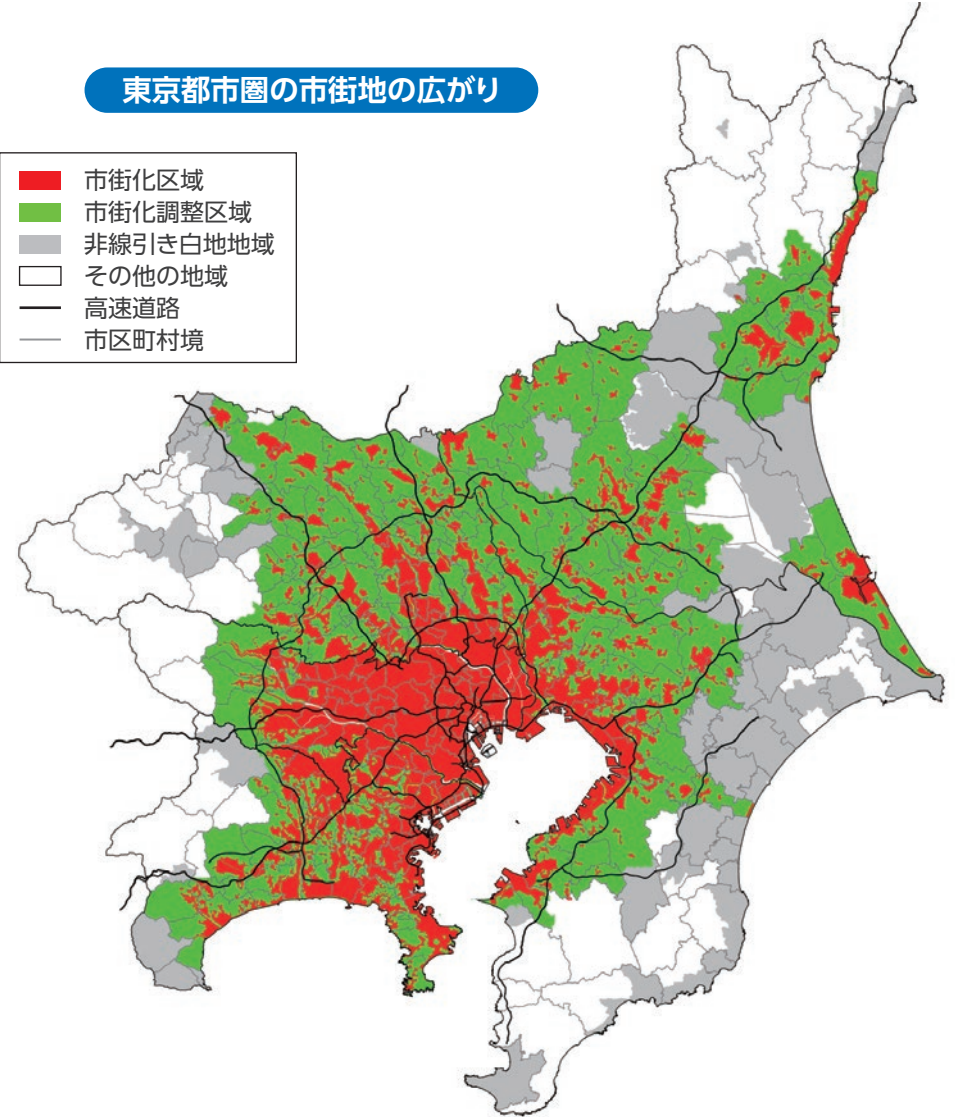 東京都市圏の市街地の広がり
市街化区域
市街化調整区域
非線引き白地地域
その他の地域
高速道路
市区町村境